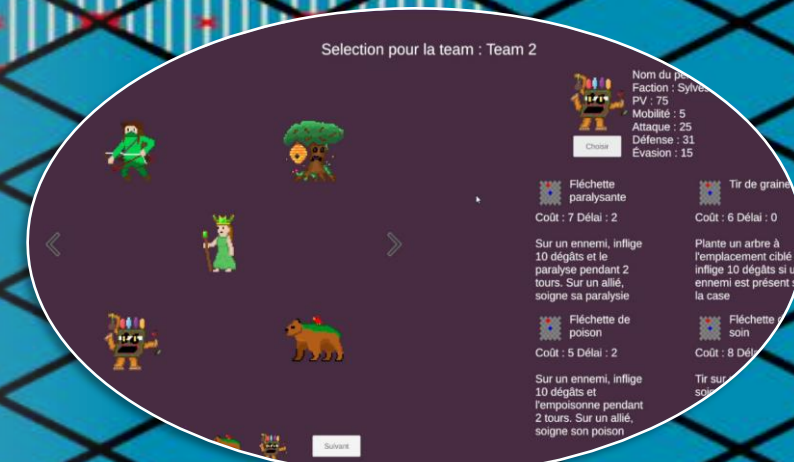 Selection pour la team : Team 2
Nom du
Faction :
PV : 75
Mobilité : 5
Attaque : 25
Défense : 31
Évasion : 15
Choisir
Fléchette
paralysante
Coût : 7 Délai : 2
Sur un ennemi, inflige
10 dégâts et le
paralyse pendant 2
tours. Sur un allié,
soigne sa paralysie
Tir de graine
Coût : 6 Délai : 0
Plante un arbre à
l'emplacement ciblé
inflige 10 dégâts si
ennemi est présent
la case
Fléchette de
poison
Coût : 5 Délai : 2
Sur un ennemi, inflige
10 dégâts et
l'empoisonne pendant
2 tours. Sur un allié,
soigne son poison
Fléchette
soin
Coût : 8
Tir sur
Suivant